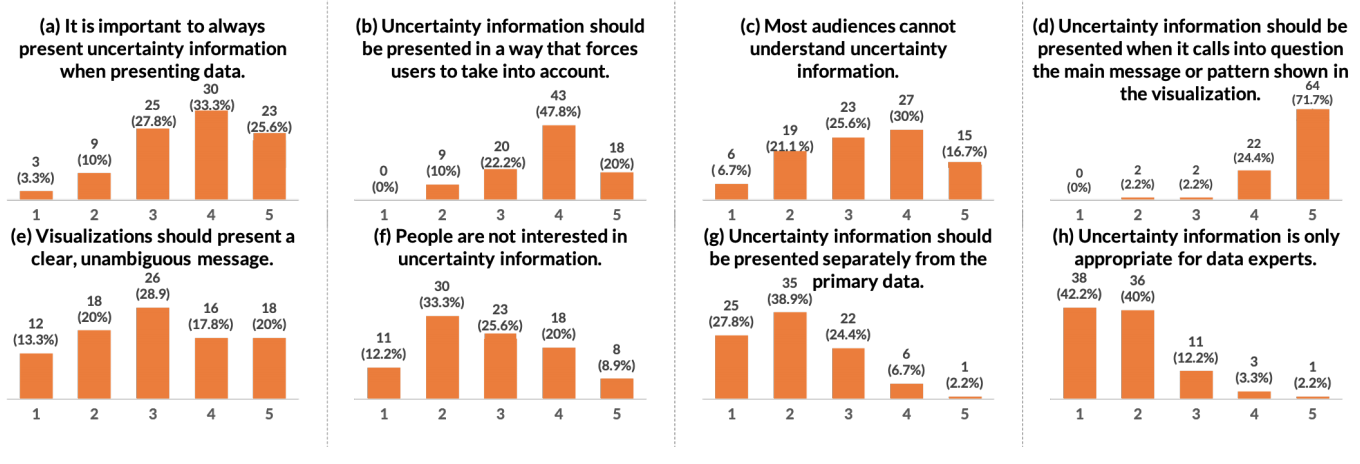 (a) It is important to always
present uncertainty information
when presenting data.
3
(3.3%)
9
(10%)
25
(27.8%)
30
(33.3%)
23
(25.6%)
1 2 3 4 5
(b) Uncertainty information should
be presented in a way that forces
users to take into account.
0
(0%)
9
(10%)
20
(22.2%)
43
(47.8%)
18
(20%)
1 2 3 4 5
(c) Most audiences cannot
understand uncertainty
information.
6
( 6.7%)
19
(21.1%)
23
(25.6%)
27
(30%)
15
(16.7%)
1 2 3 4 5
(d) Uncertainty information should be
presented when it calls into question
the main message or pattern shown in
the visualization.
0
(0%)
2
(2.2%)
2
(2.2%)
22
(24.4%)
64
(71.7%)
1 2 3 4 5
(e) Visualizations should present a
clear, unambiguous message.
12
(13.3%)
18
(20%)
26
(28.9)
16
(17.8%)
18
(20%)
1 2 3 4 5
(f) People are not interested in
uncertainty information.
11
(12.2%)
30
(33.3%)
23
(25.6%)
18
(20%)
8
(8.9%)
1 2 3 4 5
(g) Uncertainty information should
be presented separately from the
primary data.
25
(27.8%)
35
(38.9%)
22
(24.4%)
6
(6.7%)
1
(2.2%)
1 2 3 4 5
(h) Uncertainty information is only
appropriate for data experts.
38
(42.2%)
36
(40%)
11
(12.2%)
3
(3.3%)
1
(2.2%)
1 2 3 4 5